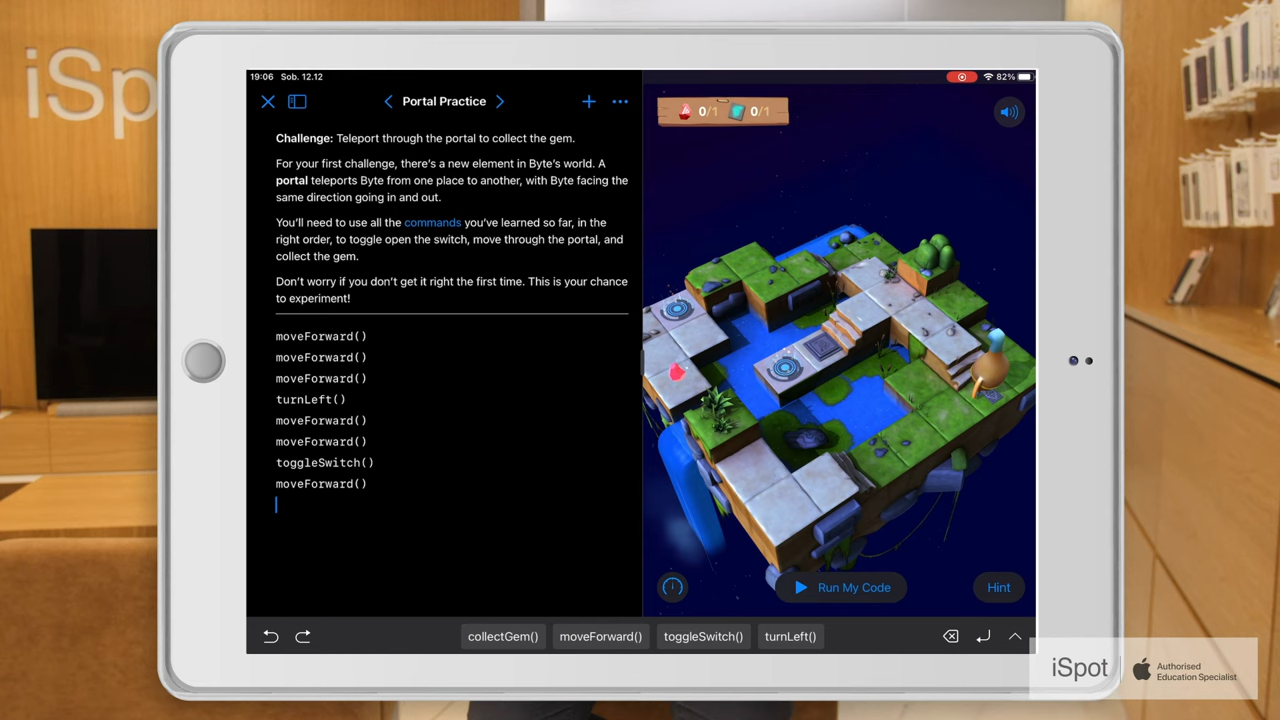 iSp
19:06 Sob. 12.12
82%
Portal Practice
0/1 0/1
Challenge: Teleport through the portal to collect the gem.
For your first challenge, there's a new element in Byte's world. A
portal teleports Byte from one place to another, with Byte facing the
same direction going in and out.
You'll need to use all the commands you've learned so far, in the
right order, to toggle open the switch, move through the portal, and
collect the gem.
Don't worry if you don't get it right the first time. This is your chance
to experiment!
moveForward()
moveForward()
moveForward()
turnLeft()
moveForward()
moveForward()
toggleSwitch()
moveForward()
Run My Code
Hint
collectGem() moveForward() toggleSwitch() turnLeft()
iSpot
Authorised
Education Specialist